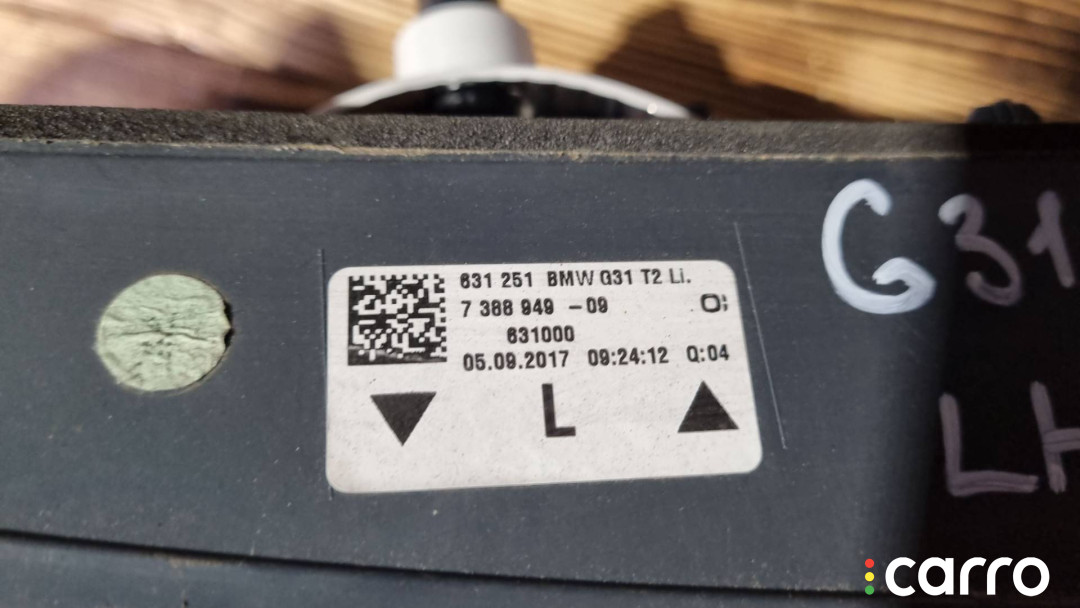 631 251 BMW G31 T2 Li.
7 388 949 -09 O;
631000
05.09.2017 09:24:12 Q:04
L
G31
LH
carro